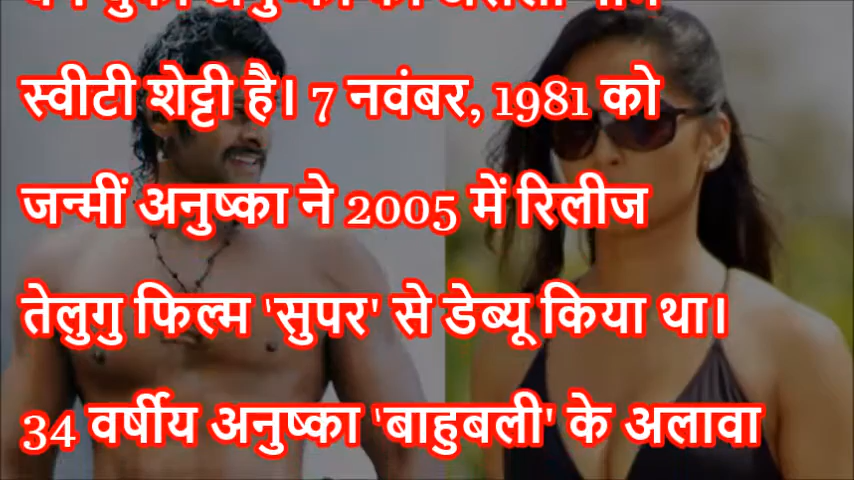 स्वीटी शेट्टी है। 7 नवंबर, 1981 को
जन्मीं अनुष्का ने 2005 में रिलीज
तेलुगु फिल्म 'सुपर' से डेब्यू किया था।
34 वर्षीय अनुष्का 'बाहुबली' के अलावा